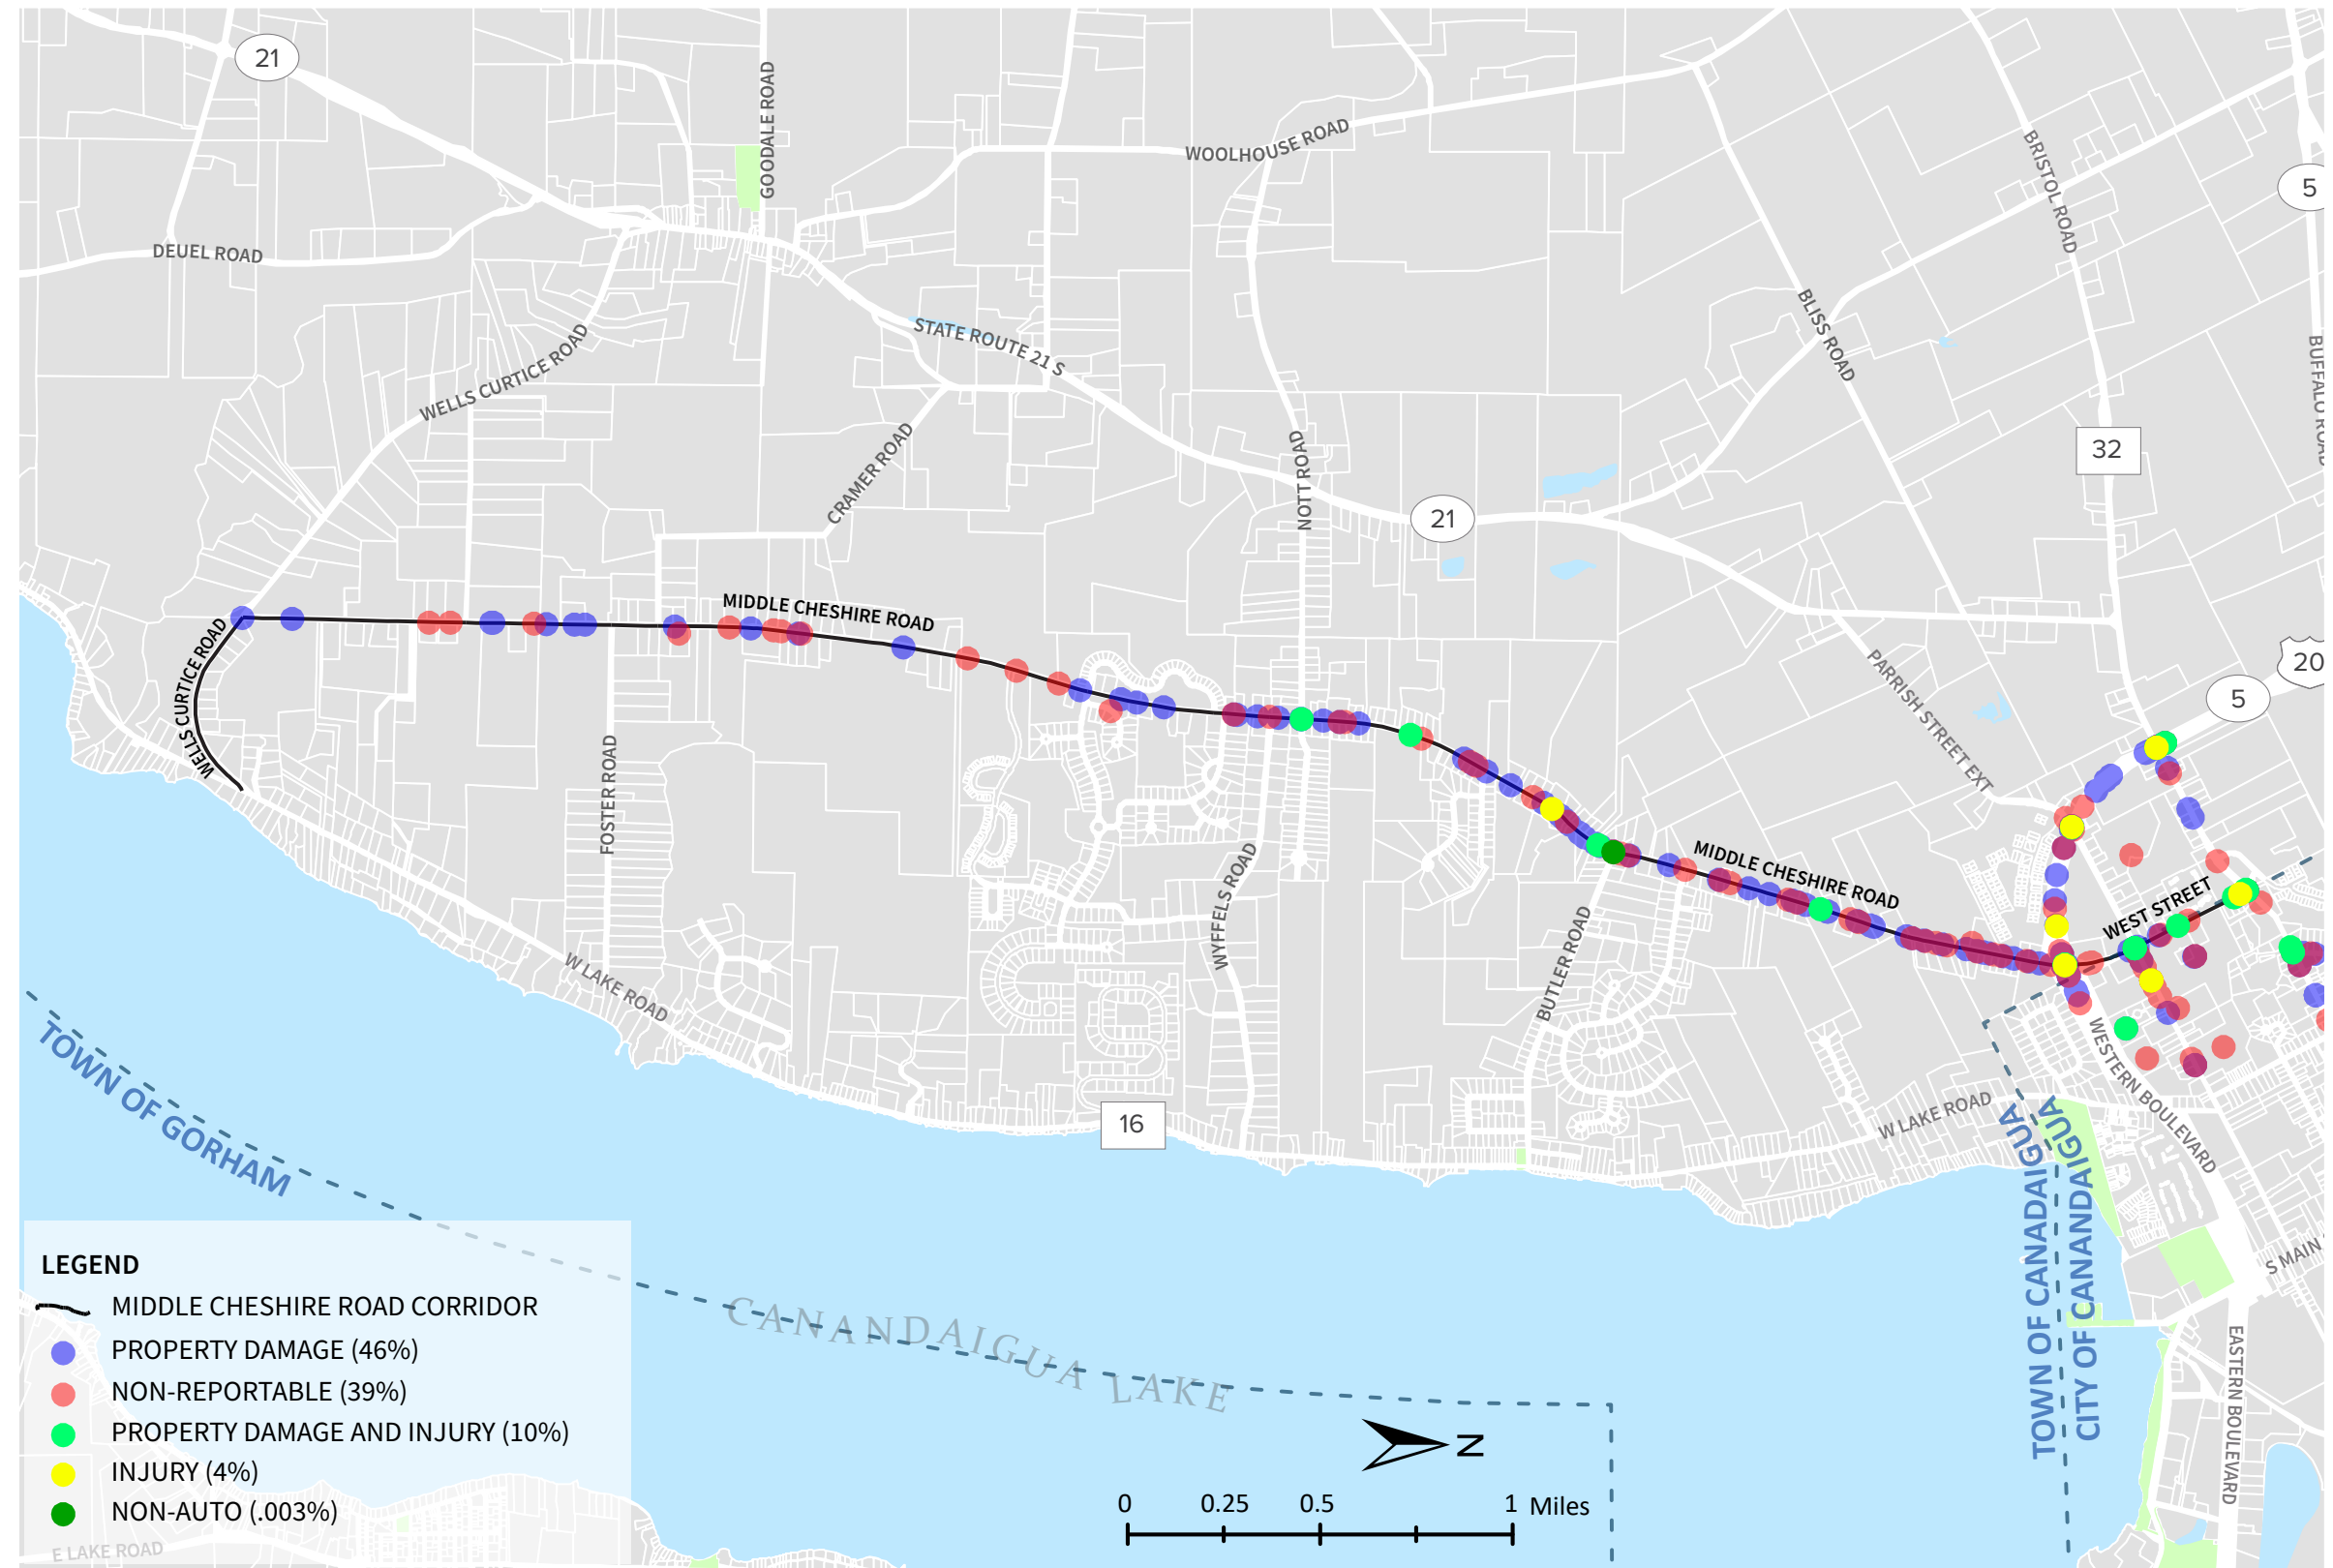 21
GOODALE ROAD
WOOLHOUSE ROAD
BRISTOL ROAD
5
DEUEL ROAD
STATE ROUTE 21 S
BLISS ROAD
WELLS CURTICE ROAD
CRAMER ROAD
NOTT ROAD
32
21
MIDDLE CHESHIRE ROAD
PARRISH STREET EXT
20
5
WELLS CURTICE ROAD
FOSTER ROAD
WYFFELS ROAD
MIDDLE CHESHIRE ROAD
WEST STREET
BUTLER ROAD
W LAKE ROAD
WESTERN BOULEVARD
TOWN OF GORHAM
16
W LAKE ROAD
TOWN OF CANADAIGUA
CITY OF CANANDAIGUA
S MAIN
EASTERN BOULEVARD
CANANDAIGUA LAKE
LEGEND
MIDDLE CHESHIRE ROAD CORRIDOR
PROPERTY DAMAGE (46%)
NON-REPORTABLE (39%)
PROPERTY DAMAGE AND INJURY (10%)
INJURY (4%)
NON-AUTO (.003%)
E LAKE ROAD
N
0 0.25 0.5 1 Miles